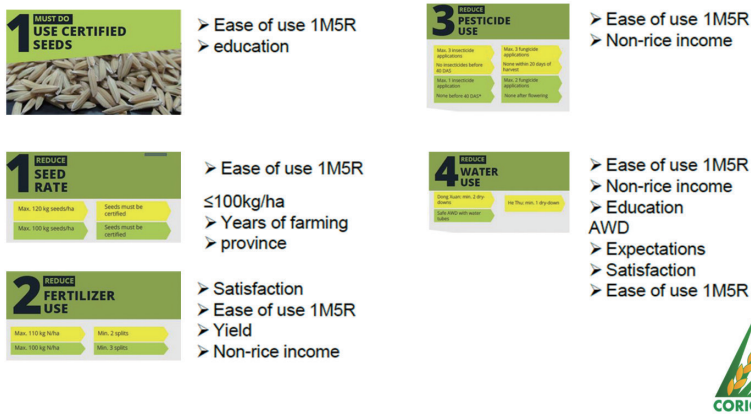 1 MUST DO
USE CERTIFIED
SEEDS
➤ Ease of use 1M5R
➤ education
1 REDUCE
SEED
RATE
Max. 120 kg seeds/ha
Seeds must be
certified
Max. 100 kg seeds/ha
Seeds must be
certified
➤ Ease of use 1M5R
≤100kg/ha
➤ Years of farming
➤ province
2 REDUCE
FERTILIZER
USE
Max. 110 kg N/ha
Min. 2 splits
Max. 100 kg N/ha
Min. 3 splits
➤ Satisfaction
➤ Ease of use 1M5R
➤ Yield
➤ Non-rice income
3 REDUCE
PESTICIDE
USE
Max. 3 insecticide
applications
No insecticides before
40 DAS
Max. 3 fungicide
applications
None within 20 days of
harvest
Max. 1 insecticide
application
None before 40 DAS*
Max. 2 fungicide
applications
None after flowering
➤ Ease of use 1M5R
➤ Non-rice income
4 REDUCE
WATER
USE
Dong Xuan: min. 2 dry-
downs
He Thu: min. 1 dry-down
Safe AWD with water
tubes
➤ Ease of use 1M5R
➤ Non-rice income
➤ Education
AWD
➤ Expectations
➤ Satisfaction
➤ Ease of use 1M5R